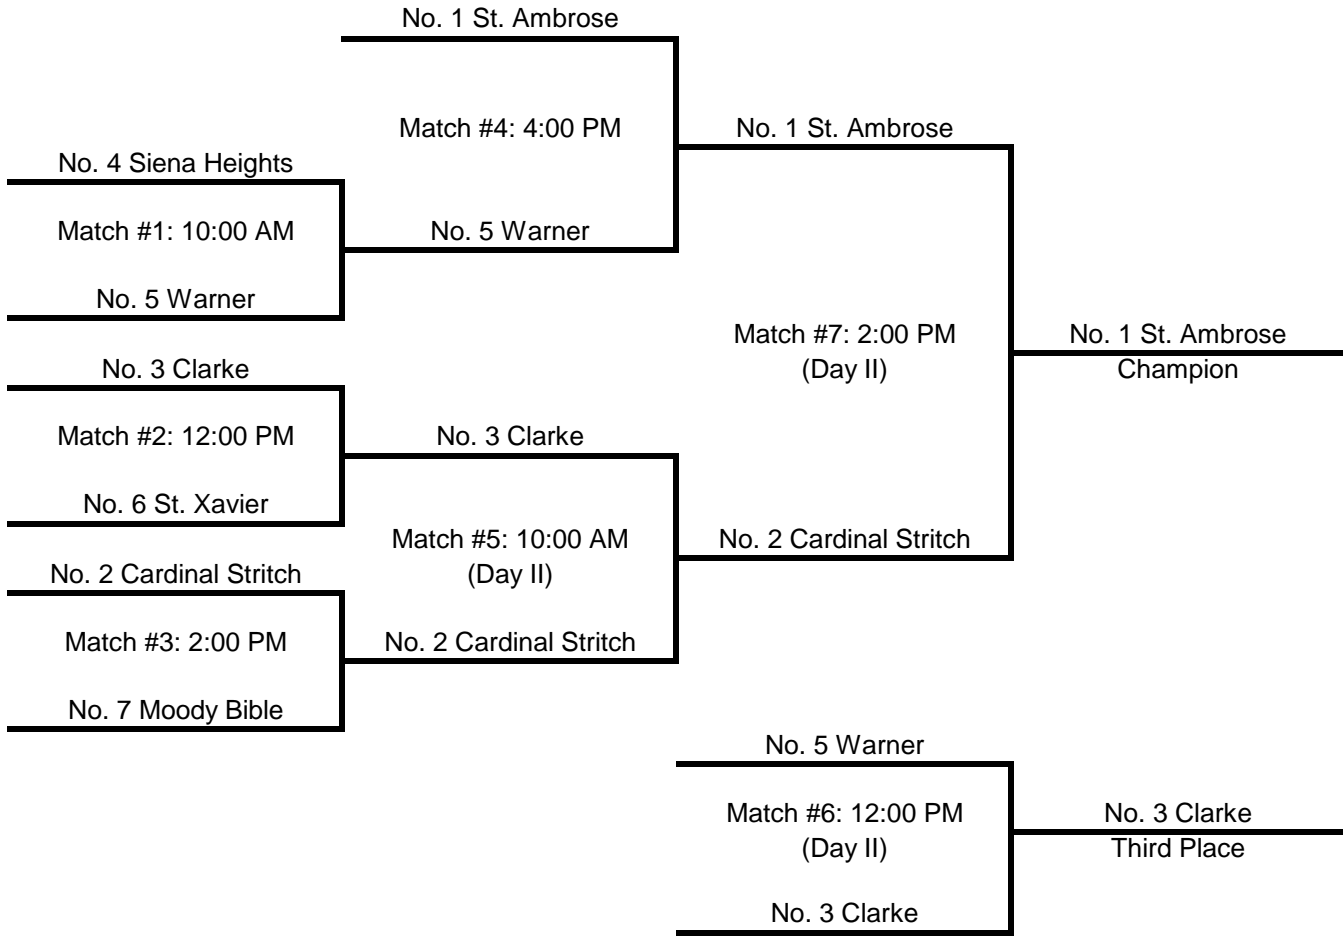 No. 1 St. Ambrose
Match #4: 4:00 PM
No. 1 St. Ambrose
No. 4 Siena Heights
Match #1: 10:00 AM
No. 5 Warner
No. 5 Warner
Match #7: 2:00 PM
(Day II)
No. 1 St. Ambrose
Champion
No. 3 Clarke
Match #2: 12:00 PM
No. 3 Clarke
No. 6 St. Xavier
Match #5: 10:00 AM
(Day II)
No. 2 Cardinal Stritch
No. 2 Cardinal Stritch
Match #3: 2:00 PM
No. 2 Cardinal Stritch
No. 7 Moody Bible
No. 5 Warner
Match #6: 12:00 PM
(Day II)
No. 3 Clarke
Third Place
No. 3 Clarke